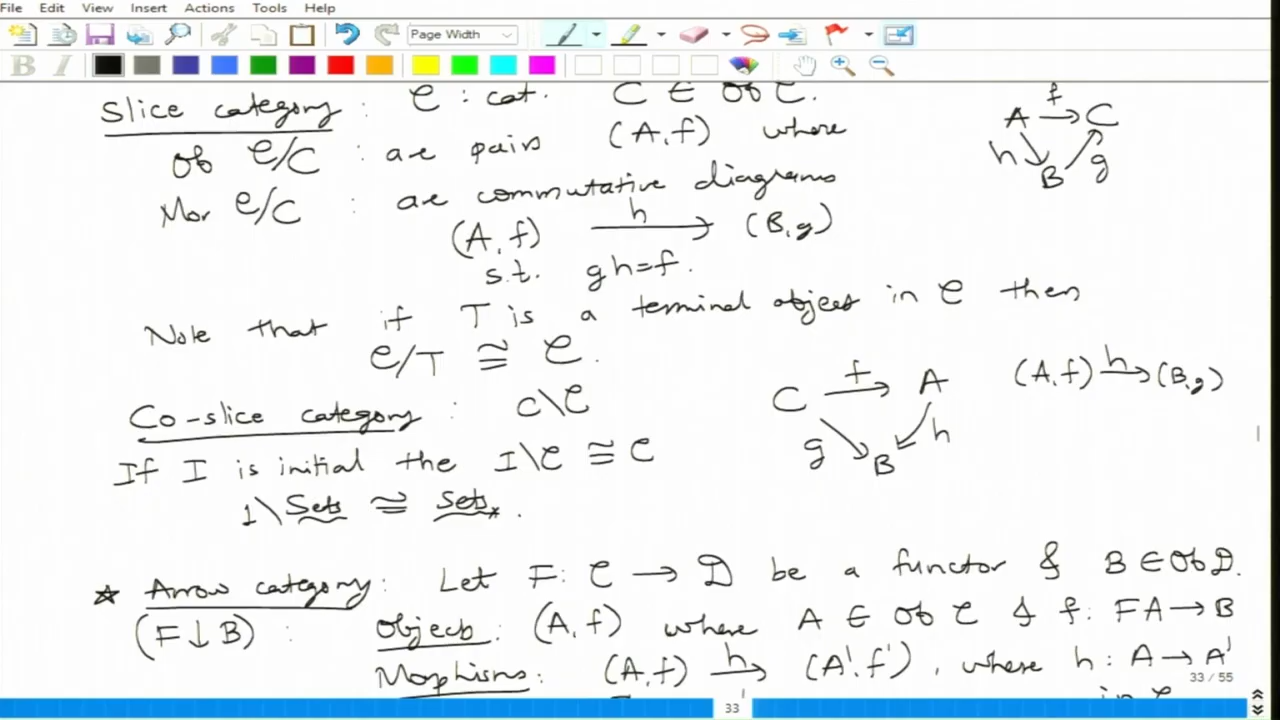 File Edit View Insert Actions Tools Help
Page Width
B I
Slice category : C : cat. C ∈ Ob C.
Ob C/C : are pairs (A, f) where
A f→ C
h g
B
Mor C/C : are commutative diagrams
(A, f) h→ (B, g)
s.t. gh = f.
Note that if T is a terminal object in C then
C/T ≅ C.
Co-slice category : C\C
C f→ A
g h
B
(A, f) h→ (B, g)
If I is initial the I\C ≅ C
1\Sets ≅ Sets*.
☆ Arrow category: Let F: C → D be a functor & B ∈ Ob D.
(F↓B) : Objects : (A, f) where A ∈ Ob C & f: FA → B
Morphisms: (A, f) h→ (A', f'), where h: A → A'
in C
33 / 55
33